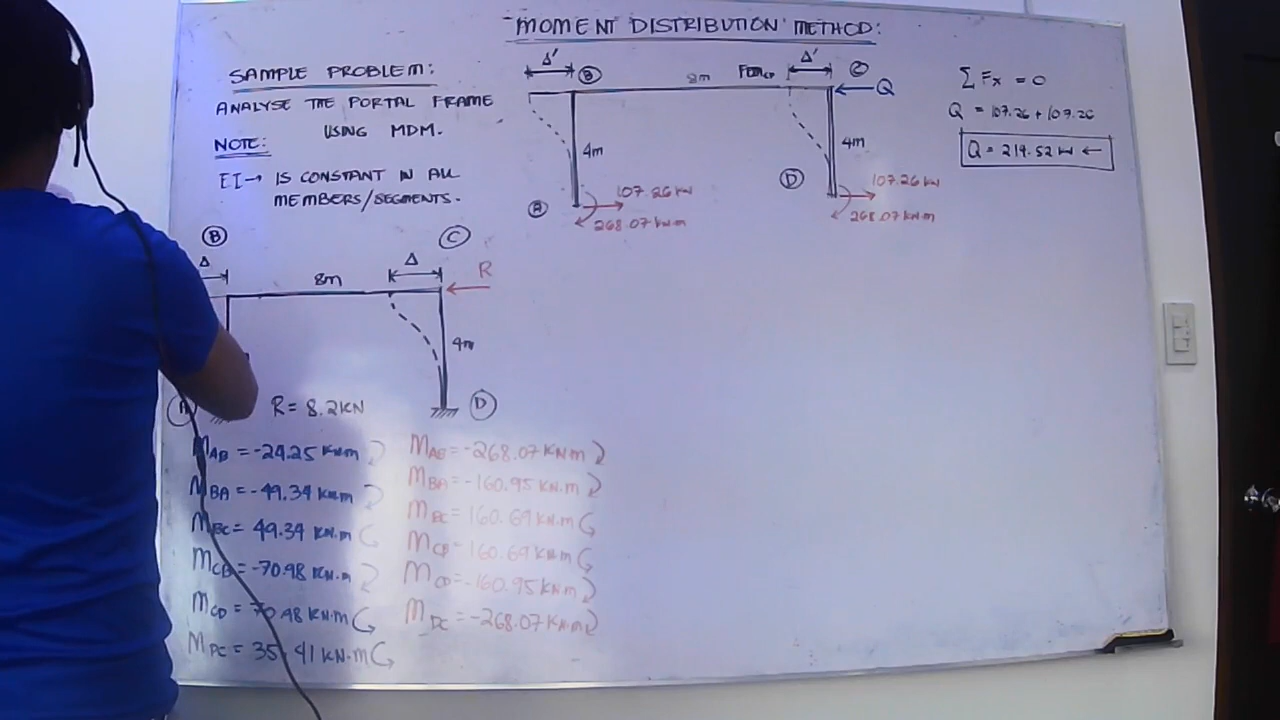 MOMENT DISTRIBUTION METHOD:
SAMPLE PROBLEM:
ANALYSE THE PORTAL FRAME
USING MDM.
NOTE:
EI → IS CONSTANT IN ALL
MEMBERS/SEGMENTS.
Δ'
B
8m
Δ'
C
Q
4m
4m
A
D
107.26 KN
268.07 KN.m
107.26 KN
268.07 KN.m
Σ Fx = 0
Q = 107.26 + 107.26
Q = 214.52 KN ←
B
C
Δ
8m
Δ
R
4m
A
D
R = 8.2KN
MAB = -24.25 KN.m
MBA = -49.34 KN.m
MBC = 49.34 KN.m
MCB = -70.98 KN.m
MCD = KN.m
MDC = 35.41 KN.m
MAB = -268.07 KN.m
MBA = -160.95 KN.m
MBC = 160.69 KN.m
MCB = 160.69 KN.m
MCD = -160.95 KN.m
MDC = -268.07 KN.m